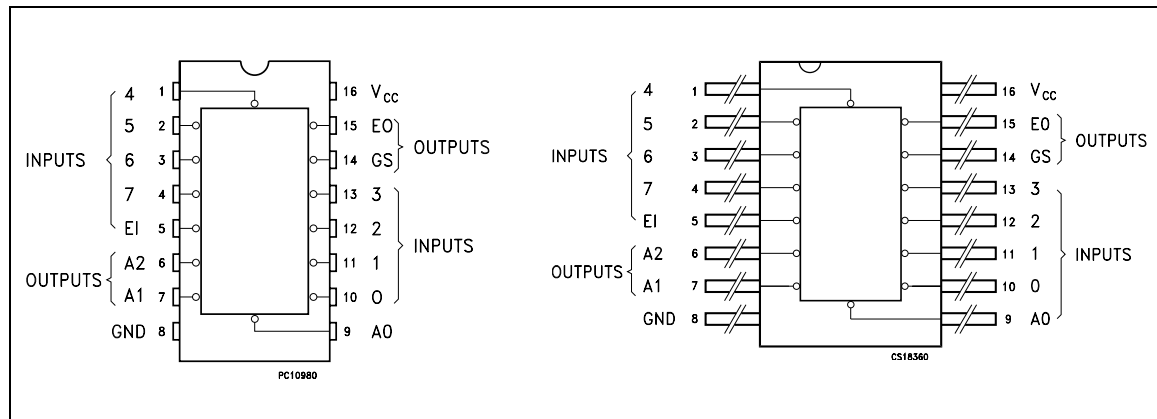 4 1 16 VCC
5 2 15 EO
6 3 14 GS
7 4 13 3
EI 5 12 2
A2 6 11 1
A1 7 10 0
GND 8 9 A0
INPUTS
OUTPUTS
OUTPUTS
INPUTS
PC10980
4 1 16 VCC
5 2 15 EO
6 3 14 GS
7 4 13 3
EI 5 12 2
A2 6 11 1
A1 7 10 0
GND 8 9 A0
INPUTS
OUTPUTS
OUTPUTS
INPUTS
CS18360